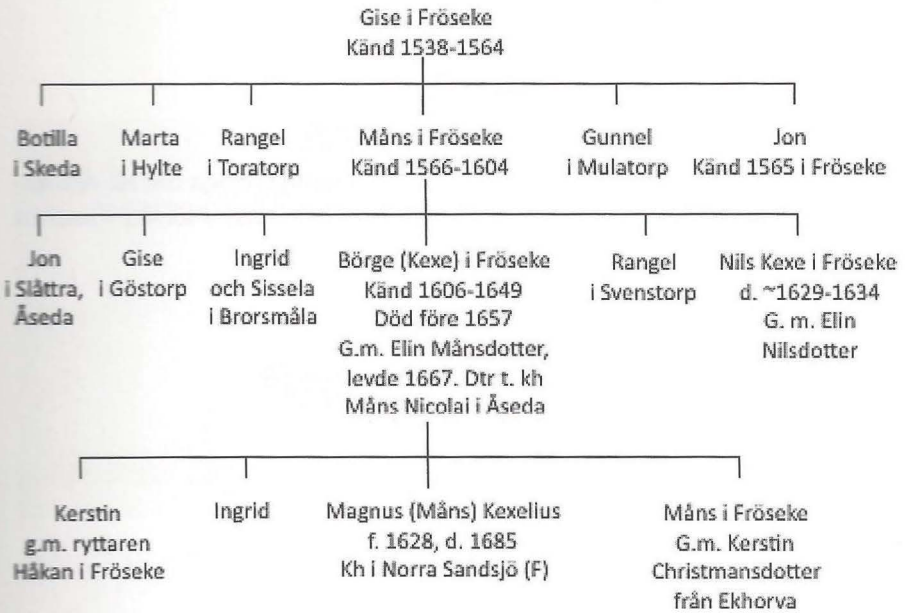 Gise i Fröseke
Känd 1538-1564
Botilla
i Skeda
Marta
i Hylte
Rangel
i Toratorp
Måns i Fröseke
Känd 1566-1604
Gunnel
i Mulatorp
Jon
Känd 1565 i Fröseke
Jon
i Slåttra,
Åseda
Gise
i Göstorp
Ingrid
och Sissela
i Brorsmåla
Börge (Kexe) i Fröseke
Känd 1606-1649
Död före 1657
G.m. Elin Månsdotter,
levde 1667. Dtr t. kh
Måns Nicolai i Åseda
Rangel
i Svenstorp
Nils Kexe i Fröseke
d. ~1629-1634
G. m. Elin
Nilsdotter
Kerstin
g.m. ryttaren
Håkan i Fröseke
Ingrid
Magnus (Måns) Kexelius
f. 1628, d. 1685
Kh i Norra Sandsjö (F)
Måns i Fröseke
G.m. Kerstin
Christmansdotter
från Ekhorva